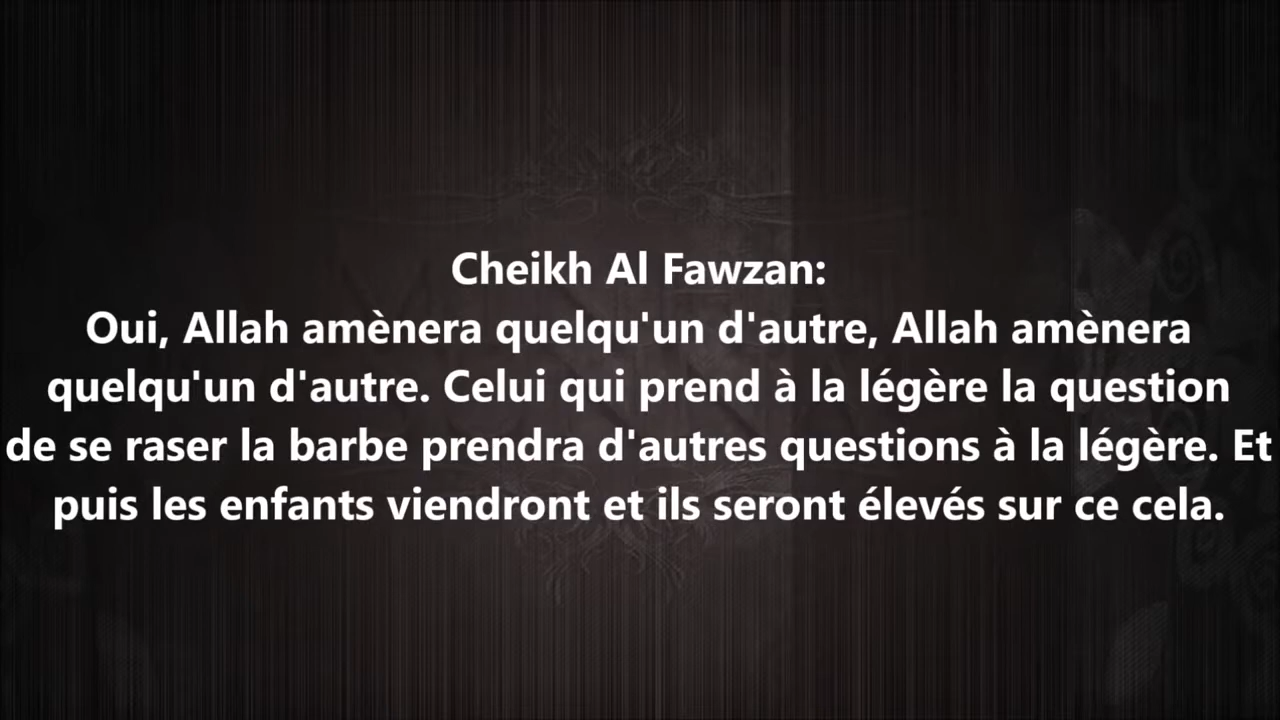 Cheikh Al Fawzan:
Oui, Allah amènera quelqu'un d'autre, Allah amènera
quelqu'un d'autre. Celui qui prend à la légère la question
de se raser la barbe prendra d'autres questions à la légère. Et
puis les enfants viendront et ils seront élevés sur ce cela.